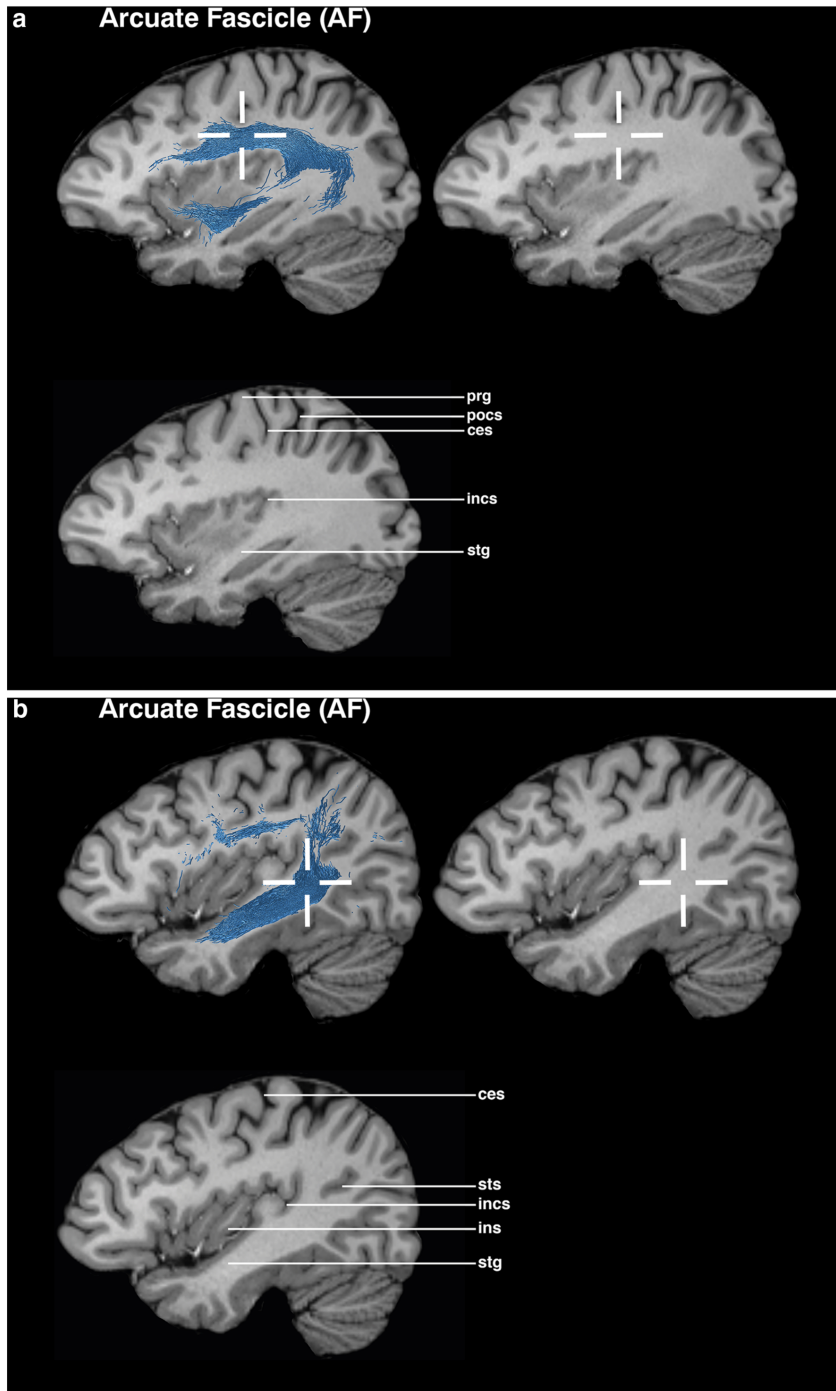 a
Arcuate Fascicle (AF)
prg
pocs
ces
incs
stg
b
Arcuate Fascicle (AF)
ces
sts
incs
ins
stg